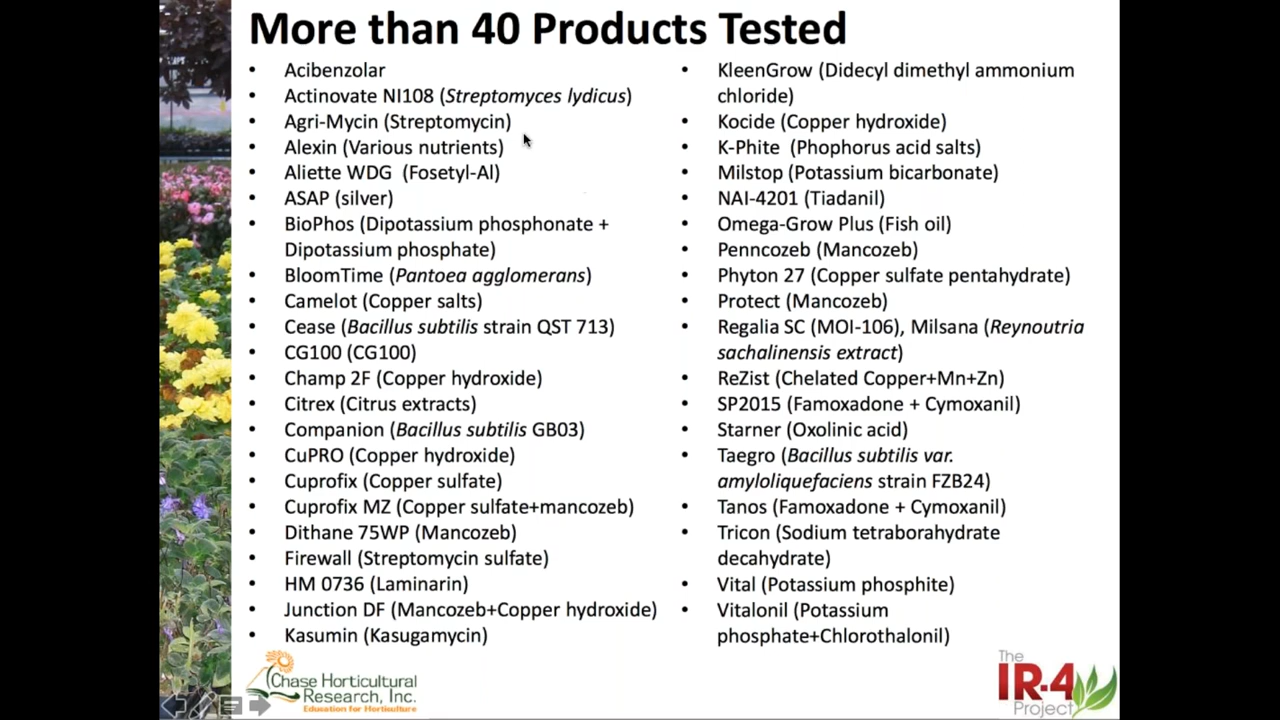 More than 40 Products Tested
• Acibenzolar
• Actinovate NI108 (Streptomyces lydicus)
• Agri-Mycin (Streptomycin)
• Alexin (Various nutrients)
• Aliette WDG (Fosetyl-Al)
• ASAP (silver)
• BioPhos (Dipotassium phosphonate +
Dipotassium phosphate)
• BloomTime (Pantoea agglomerans)
• Camelot (Copper salts)
• Cease (Bacillus subtilis strain QST 713)
• CG100 (CG100)
• Champ 2F (Copper hydroxide)
• Citrex (Citrus extracts)
• Companion (Bacillus subtilis GB03)
• CuPRO (Copper hydroxide)
• Cuprofix (Copper sulfate)
• Cuprofix MZ (Copper sulfate+mancozeb)
• Dithane 75WP (Mancozeb)
• Firewall (Streptomycin sulfate)
• HM 0736 (Laminarin)
• Junction DF (Mancozeb+Copper hydroxide)
• Kasumin (Kasugamycin)
• KleenGrow (Didecyl dimethyl ammonium
chloride)
• Kocide (Copper hydroxide)
• K-Phite (Phophorus acid salts)
• Milstop (Potassium bicarbonate)
• NAI-4201 (Tiadanil)
• Omega-Grow Plus (Fish oil)
• Penncozeb (Mancozeb)
• Phyton 27 (Copper sulfate pentahydrate)
• Protect (Mancozeb)
• Regalia SC (MOI-106), Milsana (Reynoutria
sachalinensis extract)
• ReZist (Chelated Copper+Mn+Zn)
• SP2015 (Famoxadone + Cymoxanil)
• Starner (Oxolinic acid)
• Taegro (Bacillus subtilis var.
amyloliquefaciens strain FZB24)
• Tanos (Famoxadone + Cymoxanil)
• Tricon (Sodium tetraborahydrate
decahydrate)
• Vital (Potassium phosphite)
• Vitalonil (Potassium
phosphate+Chlorothalonil)
Chase Horticultural
Research, Inc.
Education for Horticulture
The
IR-4
Project